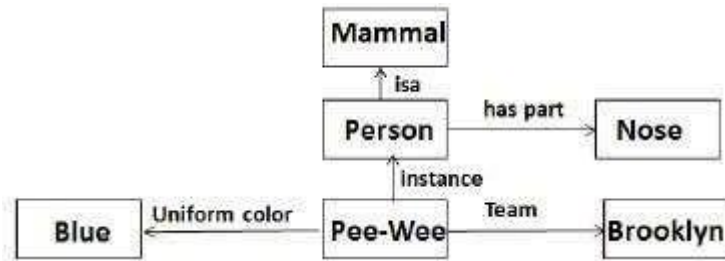 Mammal
isa
Person
has part
Nose
instance
Blue
Uniform color
Pee-Wee
Team
Brooklyn